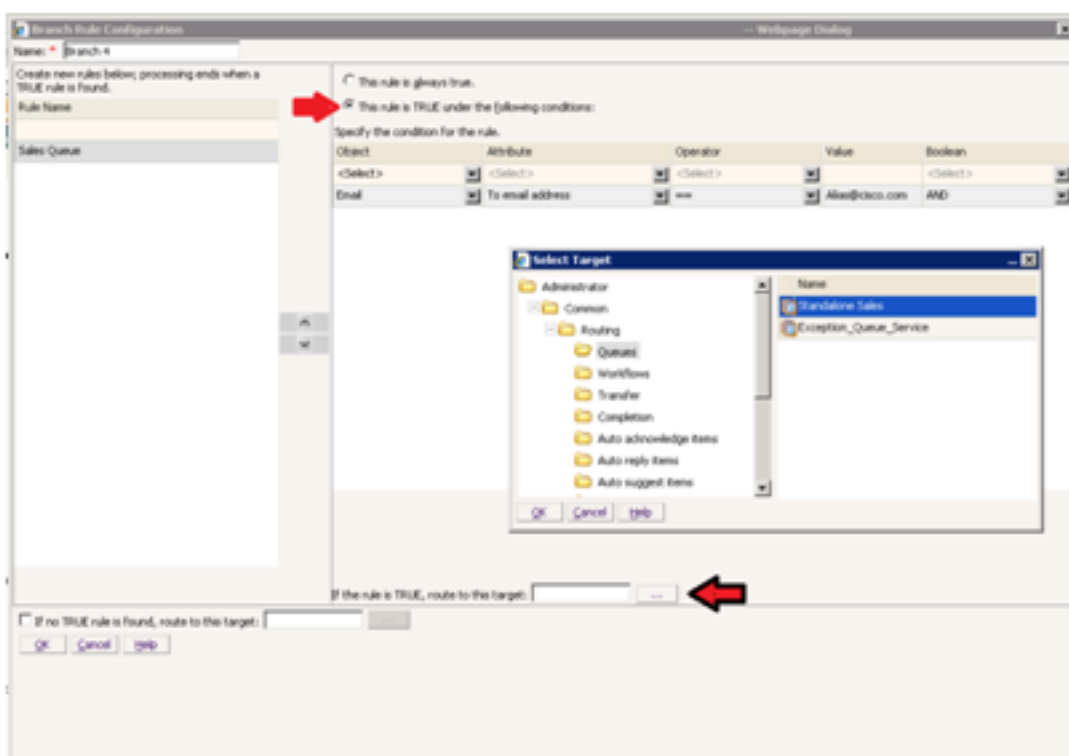 Branch Rule Configuration -- Webpage Dialog
Name: * Branch 4
Create new rules below; processing ends when a
TRUE rule is found.
Rule Name
Sales Queue
This rule is always true.
This rule is TRUE under the following conditions:
Specify the condition for the rule.
Object Attribute Operator Value Boolean
<Select> <Select> <Select> <Select>
Email To email address == Alias@cisco.com AND
Select Target
Administrator
Common
Routing
Queues
Workflows
Transfer
Completion
Auto acknowledge items
Auto reply items
Auto suggest items
Name
Standalone Sales
Exception_Queue_Service
OK Cancel Help
If the rule is TRUE, route to this target: ...
If no TRUE rule is found, route to this target: ...
OK Cancel Help